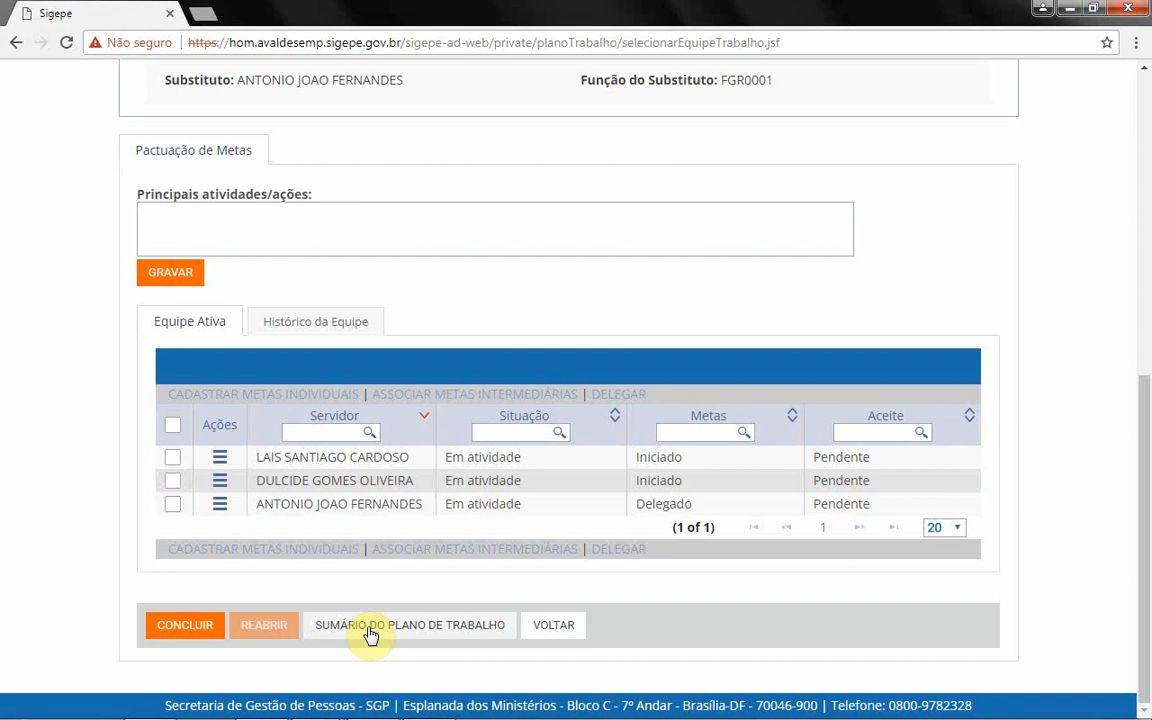 Sigepe
Não seguro | https://hom.avaldesemp.sigepe.gov.br/sigepe-ad-web/private/planoTrabalho/selecionarEquipeTrabalho.jsf
Substituto: ANTONIO JOAO FERNANDES Função do Substituto: FGR0001
Pactuação de Metas
Principais atividades/ações:
GRAVAR
Equipe Ativa Histórico da Equipe
CADASTRAR METAS INDIVIDUAIS | ASSOCIAR METAS INTERMEDIÁRIAS | DELEGAR
Ações Servidor Situação Metas Aceite
LAIS SANTIAGO CARDOSO Em atividade Iniciado Pendente
DULCIDE GOMES OLIVEIRA Em atividade Iniciado Pendente
ANTONIO JOAO FERNANDES Em atividade Delegado Pendente
(1 of 1) 1 20
CADASTRAR METAS INDIVIDUAIS | ASSOCIAR METAS INTERMEDIÁRIAS | DELEGAR
CONCLUIR REABRIR SUMÁRIO DO PLANO DE TRABALHO VOLTAR
Secretaria de Gestão de Pessoas - SGP | Esplanada dos Ministérios - Bloco C - 7º Andar - Brasília-DF - 70046-900 | Telefone: 0800-9782328